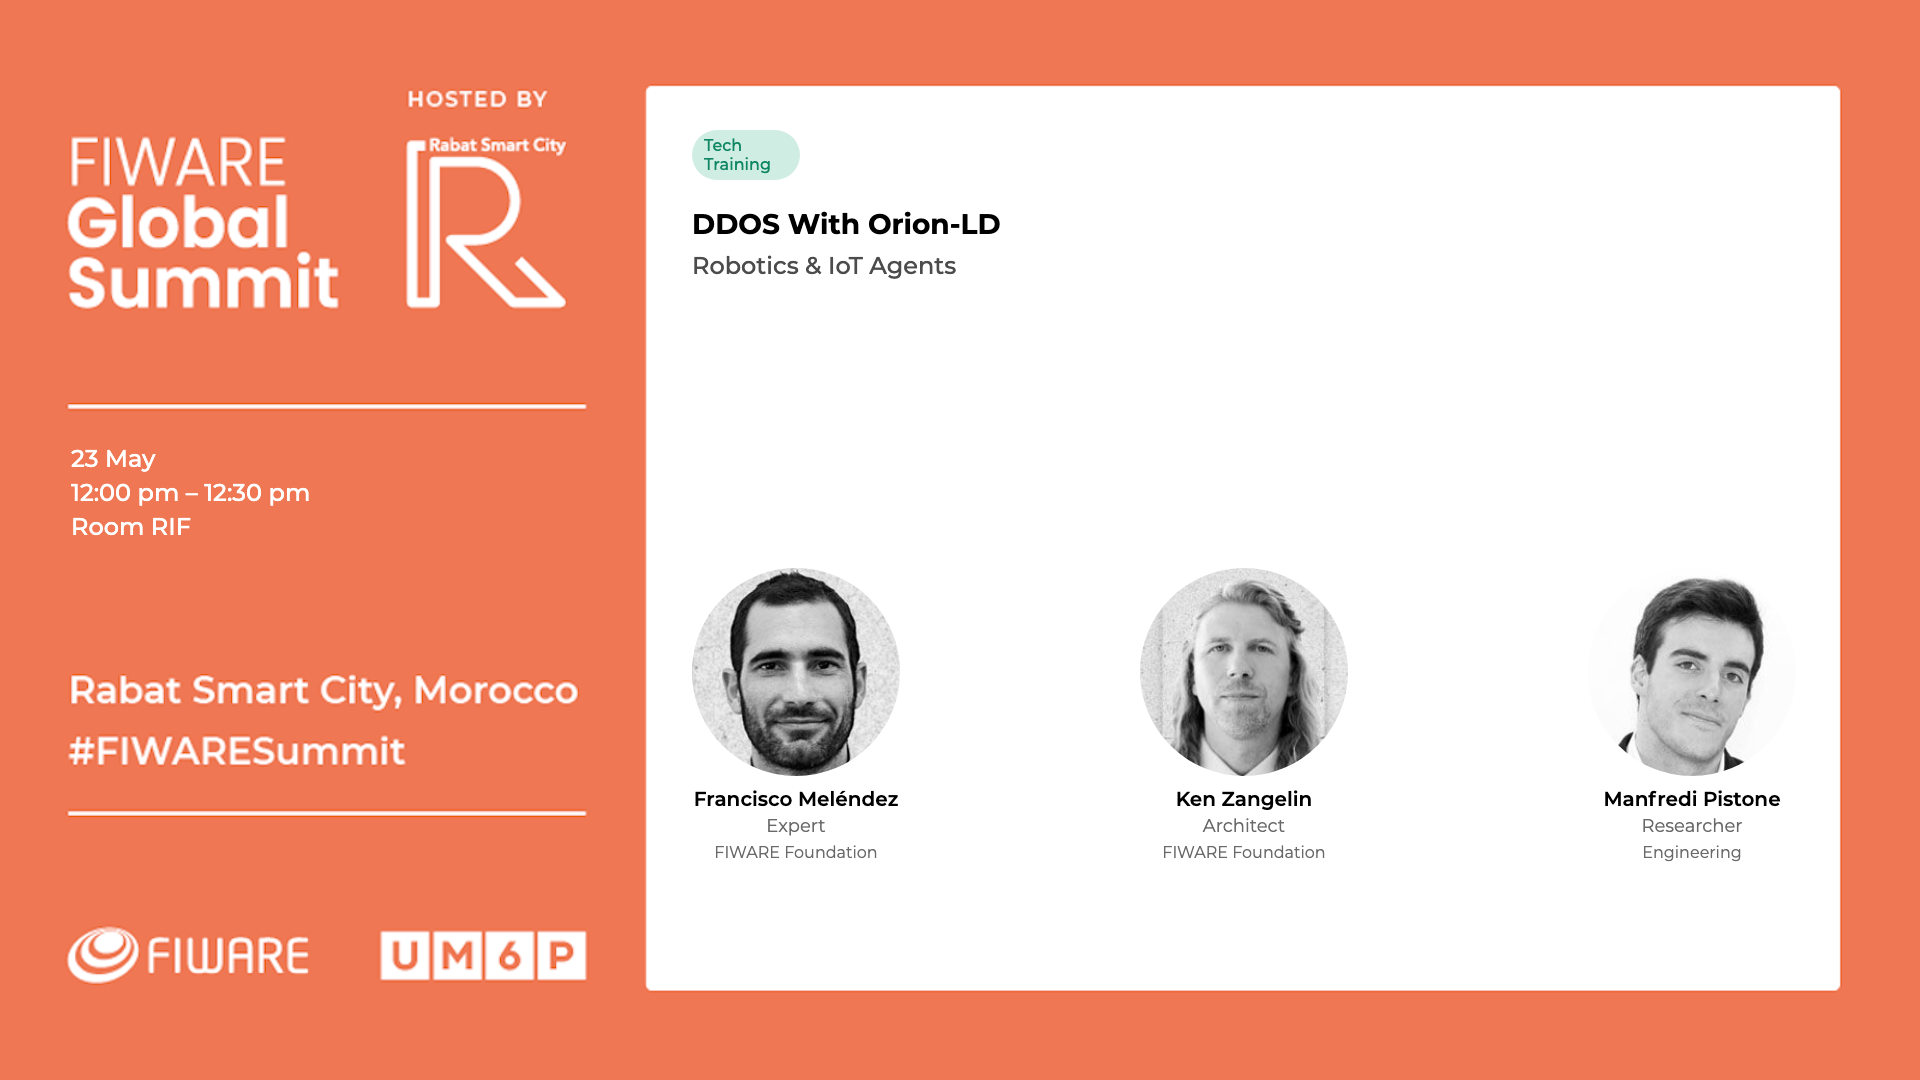 HOSTED BY
FIWARE
Global
Summit
Rabat Smart City
R
23 May
12:00 pm – 12:30 pm
Room RIF
Rabat Smart City, Morocco
#FIWARESummit
FIWARE
UM6P
Tech
Training
DDOS With Orion-LD
Robotics & IoT Agents
Francisco Meléndez
Expert
FIWARE Foundation
Ken Zangelin
Architect
FIWARE Foundation
Manfredi Pistone
Researcher
Engineering